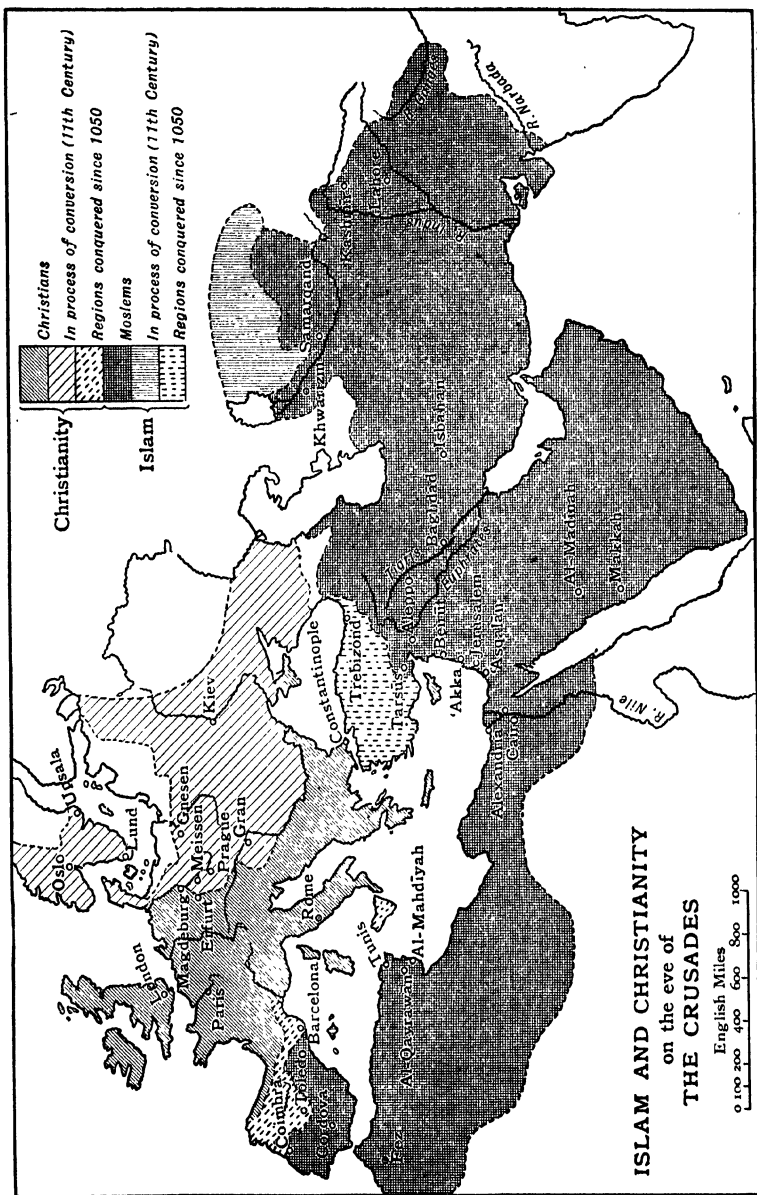 ISLAM AND CHRISTIANITY
on the eve of
THE CRUSADES
English Miles
0 100 200 400 600 800 1000
Christianity
Islam
Christians
In process of conversion (11th Century)
Regions conquered since 1050
Moslems
In process of conversion (11th Century)
Regions conquered since 1050
Oslo
Upsala
Lund
London
Magdeburg
Gnesen
Meissen
Erfurt
Prague
Gran
Paris
Kiev
Rome
Barcelona
Coimbra
Toledo
Cordova
Constantinople
Trebizond
Tarsus
Aleppo
Tunis
Al-Mahdiyah
Al-Qayrawan
Fez
Beirut
'Akka
Jerusalem
Asqalan
Alexandria
Cairo
R. Nile
Tigris
Euphrates
Baghdad
Isbahan
Al-Madinah
Makkah
Khwarizm
Samarqand
Kashmir
Lahore
R. Indus
R. Ganges
R. Narbada